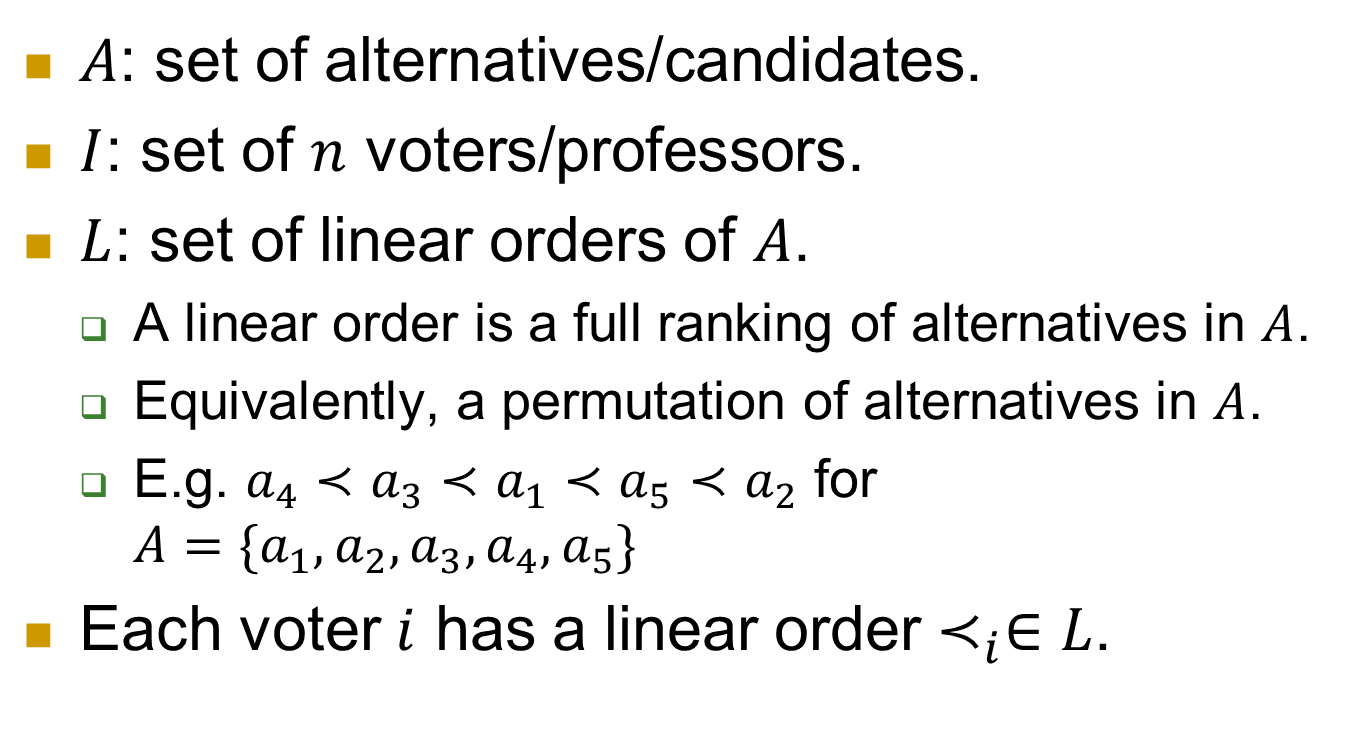 A: set of alternatives/candidates.
I: set of n voters/professors.
L: set of linear orders of A.
A linear order is a full ranking of alternatives in A.
Equivalently, a permutation of alternatives in A.
E.g. a₄ ≺ a₃ ≺ a₁ ≺ a₅ ≺ a₂ for
A = {a₁, a₂, a₃, a₄, a₅}
Each voter i has a linear order ≺ᵢ∈ L.